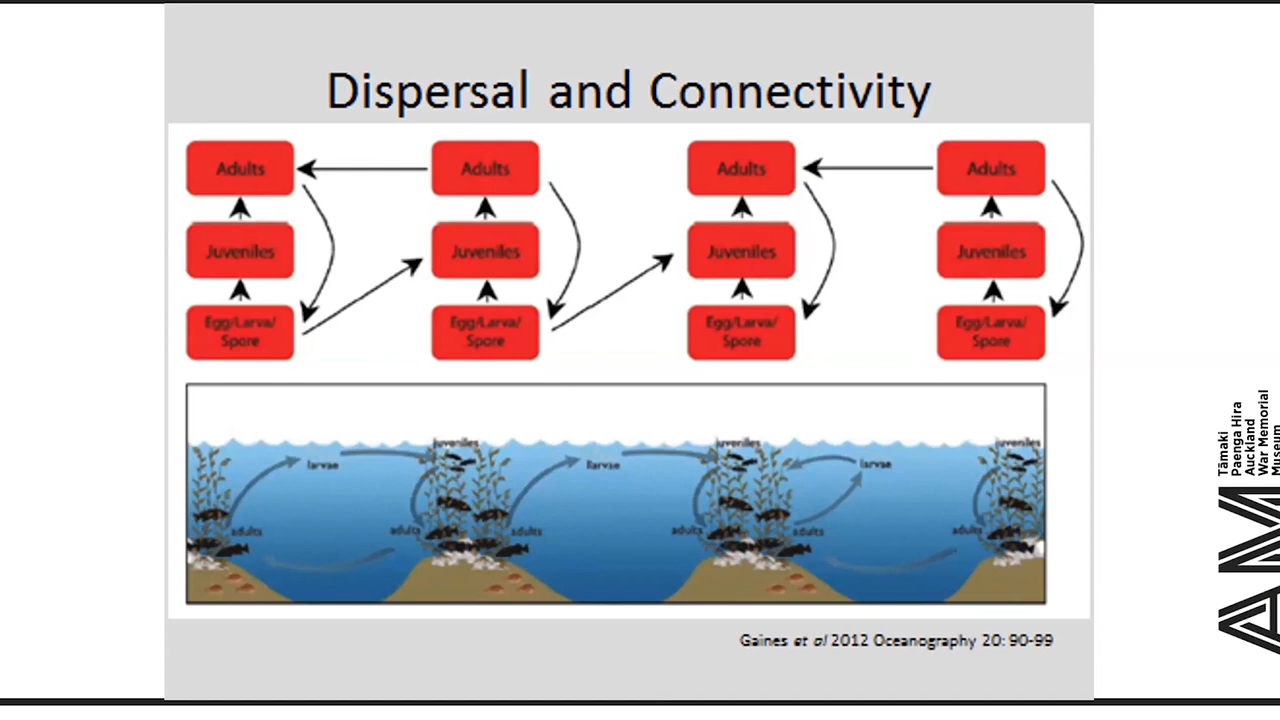 Dispersal and Connectivity
Adults
Adults
Adults
Adults
Juveniles
Juveniles
Juveniles
Juveniles
Egg/Larva/
Spore
Egg/Larva/
Spore
Egg/Larva/
Spore
Egg/Larva/
Spore
juveniles
juveniles
juveniles
larvae
larvae
larvae
adults
adults
adults
adults
adults
adults
Gaines et al 2012 Oceanography 20: 90-99
Tāmaki
Paenga Hira
Auckland
War Memorial
Museum
AM